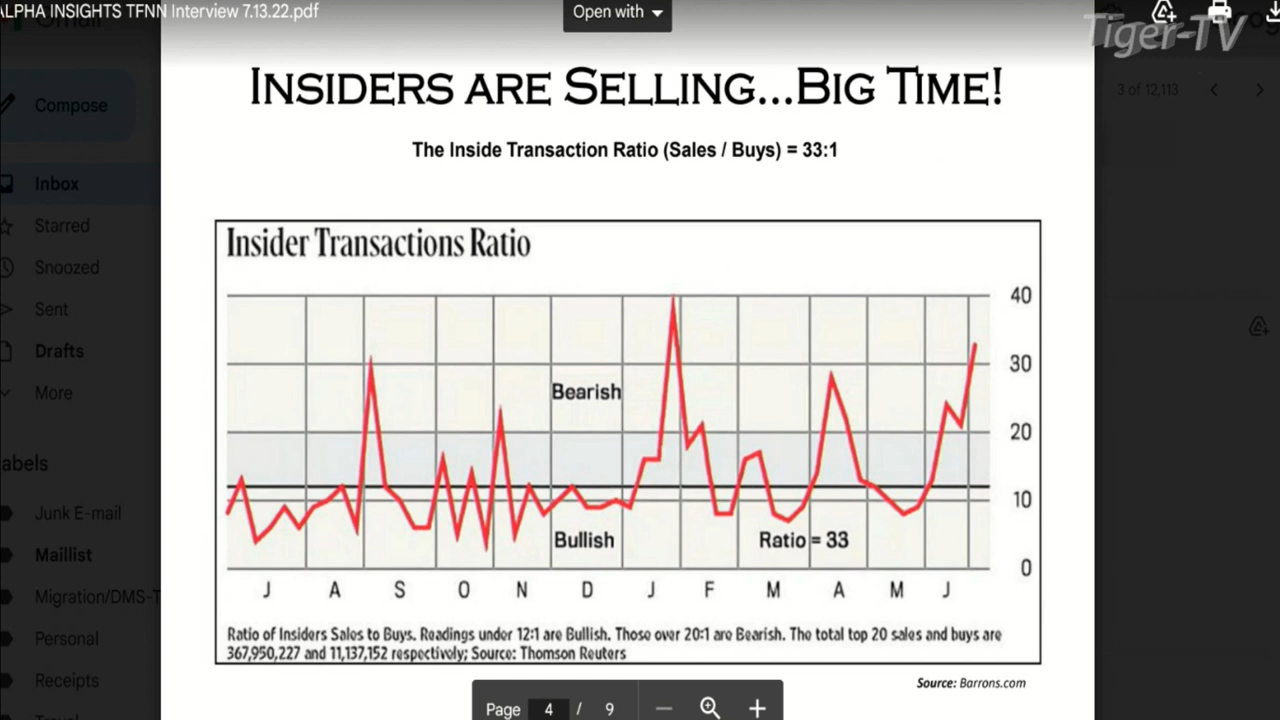 ALPHA INSIGHTS TFNN Interview 7.13.22.pdf
Open with
Tiger-TV
Compose
3 of 12,113
Inbox
Starred
Snoozed
Sent
Drafts
More
abels
Junk E-mail
Maillist
Migration/DMS-T
Personal
Receipts
INSIDERS ARE SELLING...BIG TIME!
The Inside Transaction Ratio (Sales / Buys) = 33:1
Insider Transactions Ratio
40
30
20
10
0
Bearish
Bullish
Ratio = 33
J A S O N D J F M A M J
Ratio of Insiders Sales to Buys. Readings under 12:1 are Bullish. Those over 20:1 are Bearish. The total top 20 sales and buys are
367,950,227 and 11,137,152 respectively; Source: Thomson Reuters
Source: Barrons.com
Page 4 / 9